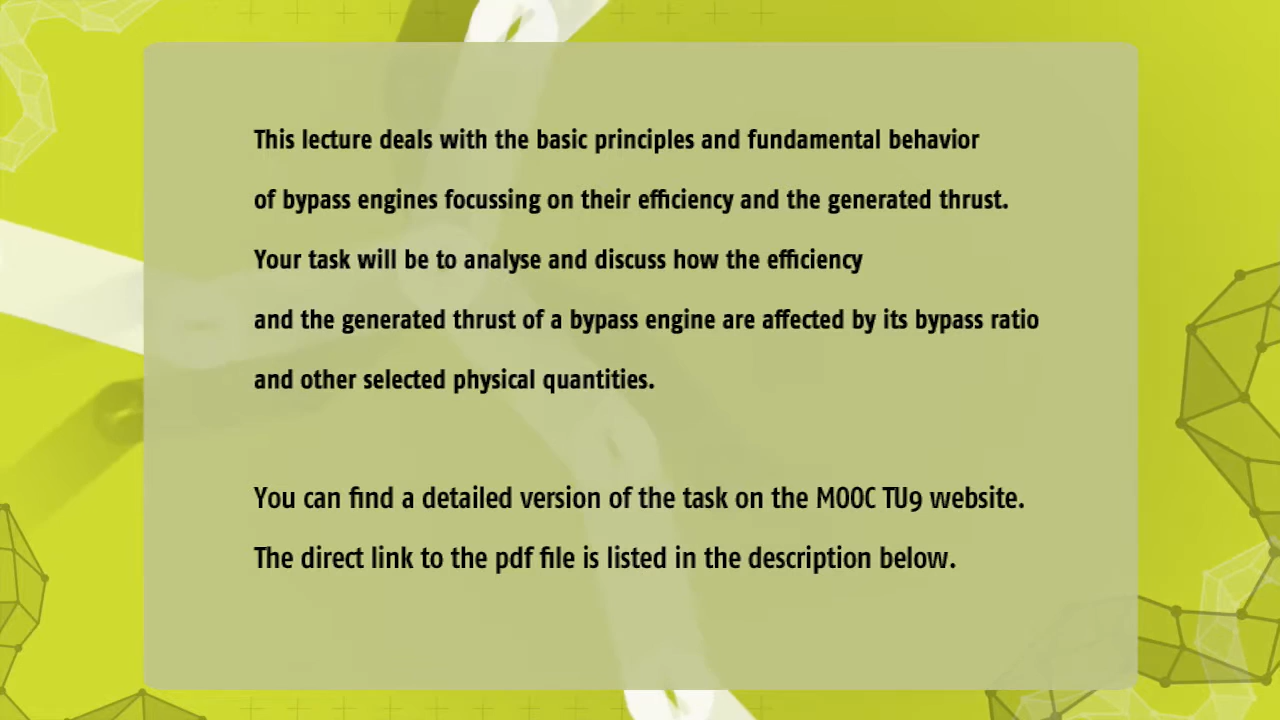 This lecture deals with the basic principles and fundamental behavior
of bypass engines focussing on their efficiency and the generated thrust.
Your task will be to analyse and discuss how the efficiency
and the generated thrust of a bypass engine are affected by its bypass ratio
and other selected physical quantities.
You can find a detailed version of the task on the MOOC TU9 website.
The direct link to the pdf file is listed in the description below.